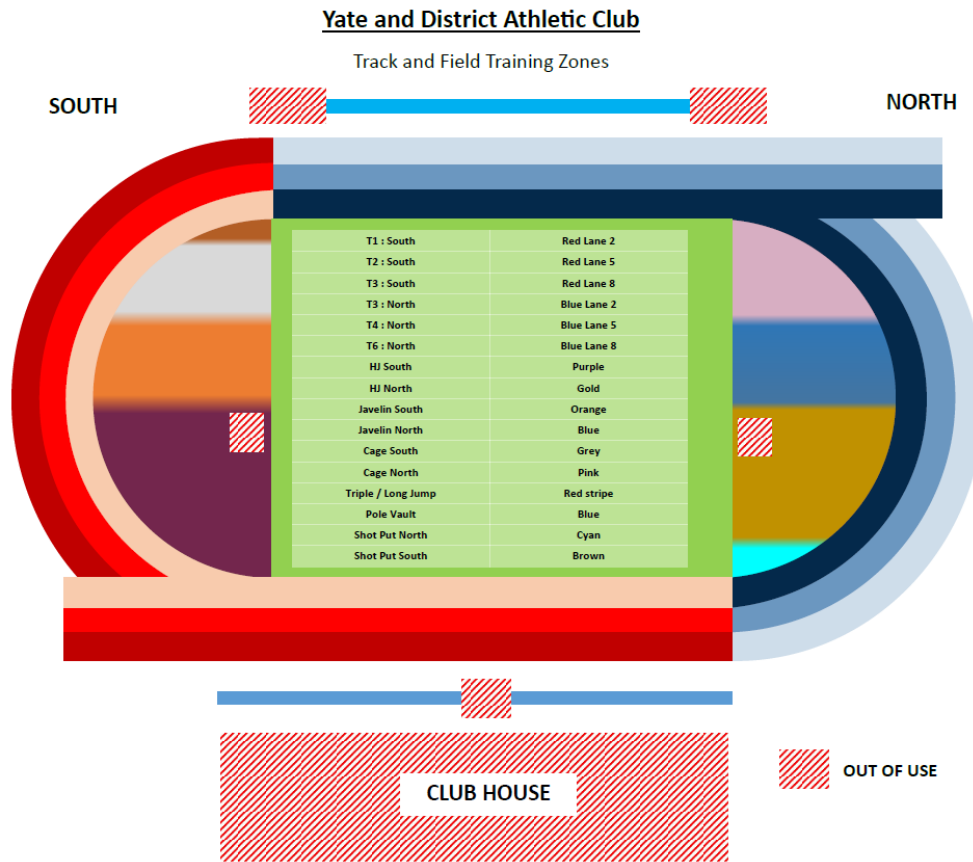 Yate and District Athletic Club
Track and Field Training Zones
SOUTH
NORTH
T1 : South Red Lane 2
T2 : South Red Lane 5
T3 : South Red Lane 8
T3 : North Blue Lane 2
T4 : North Blue Lane 5
T6 : North Blue Lane 8
HJ South Purple
HJ North Gold
Javelin South Orange
Javelin North Blue
Cage South Grey
Cage North Pink
Triple / Long Jump Red stripe
Pole Vault Blue
Shot Put North Cyan
Shot Put South Brown
OUT OF USE
CLUB HOUSE